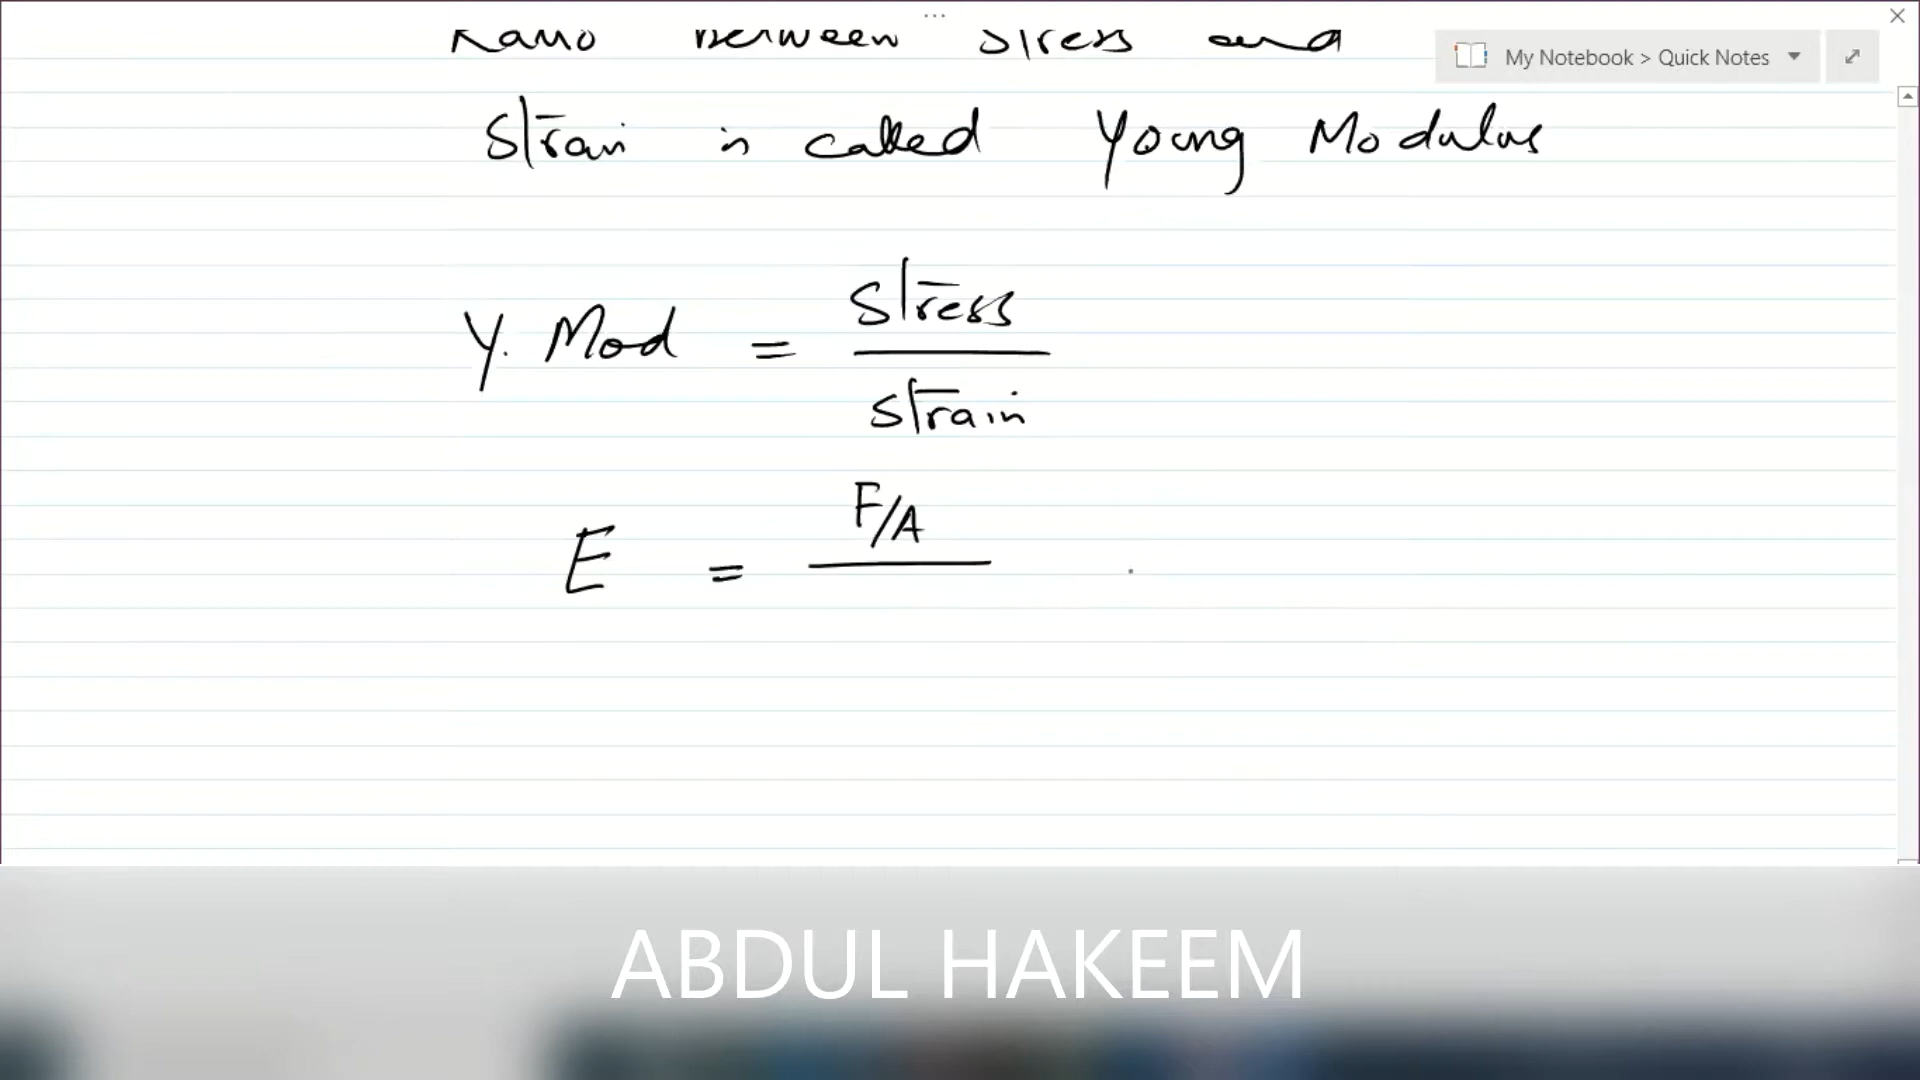 Ratio between stress and
My Notebook > Quick Notes
Strain is called Young Modulus
Y. Mod = Stress
Strain
E = F/A
ABDUL HAKEEM